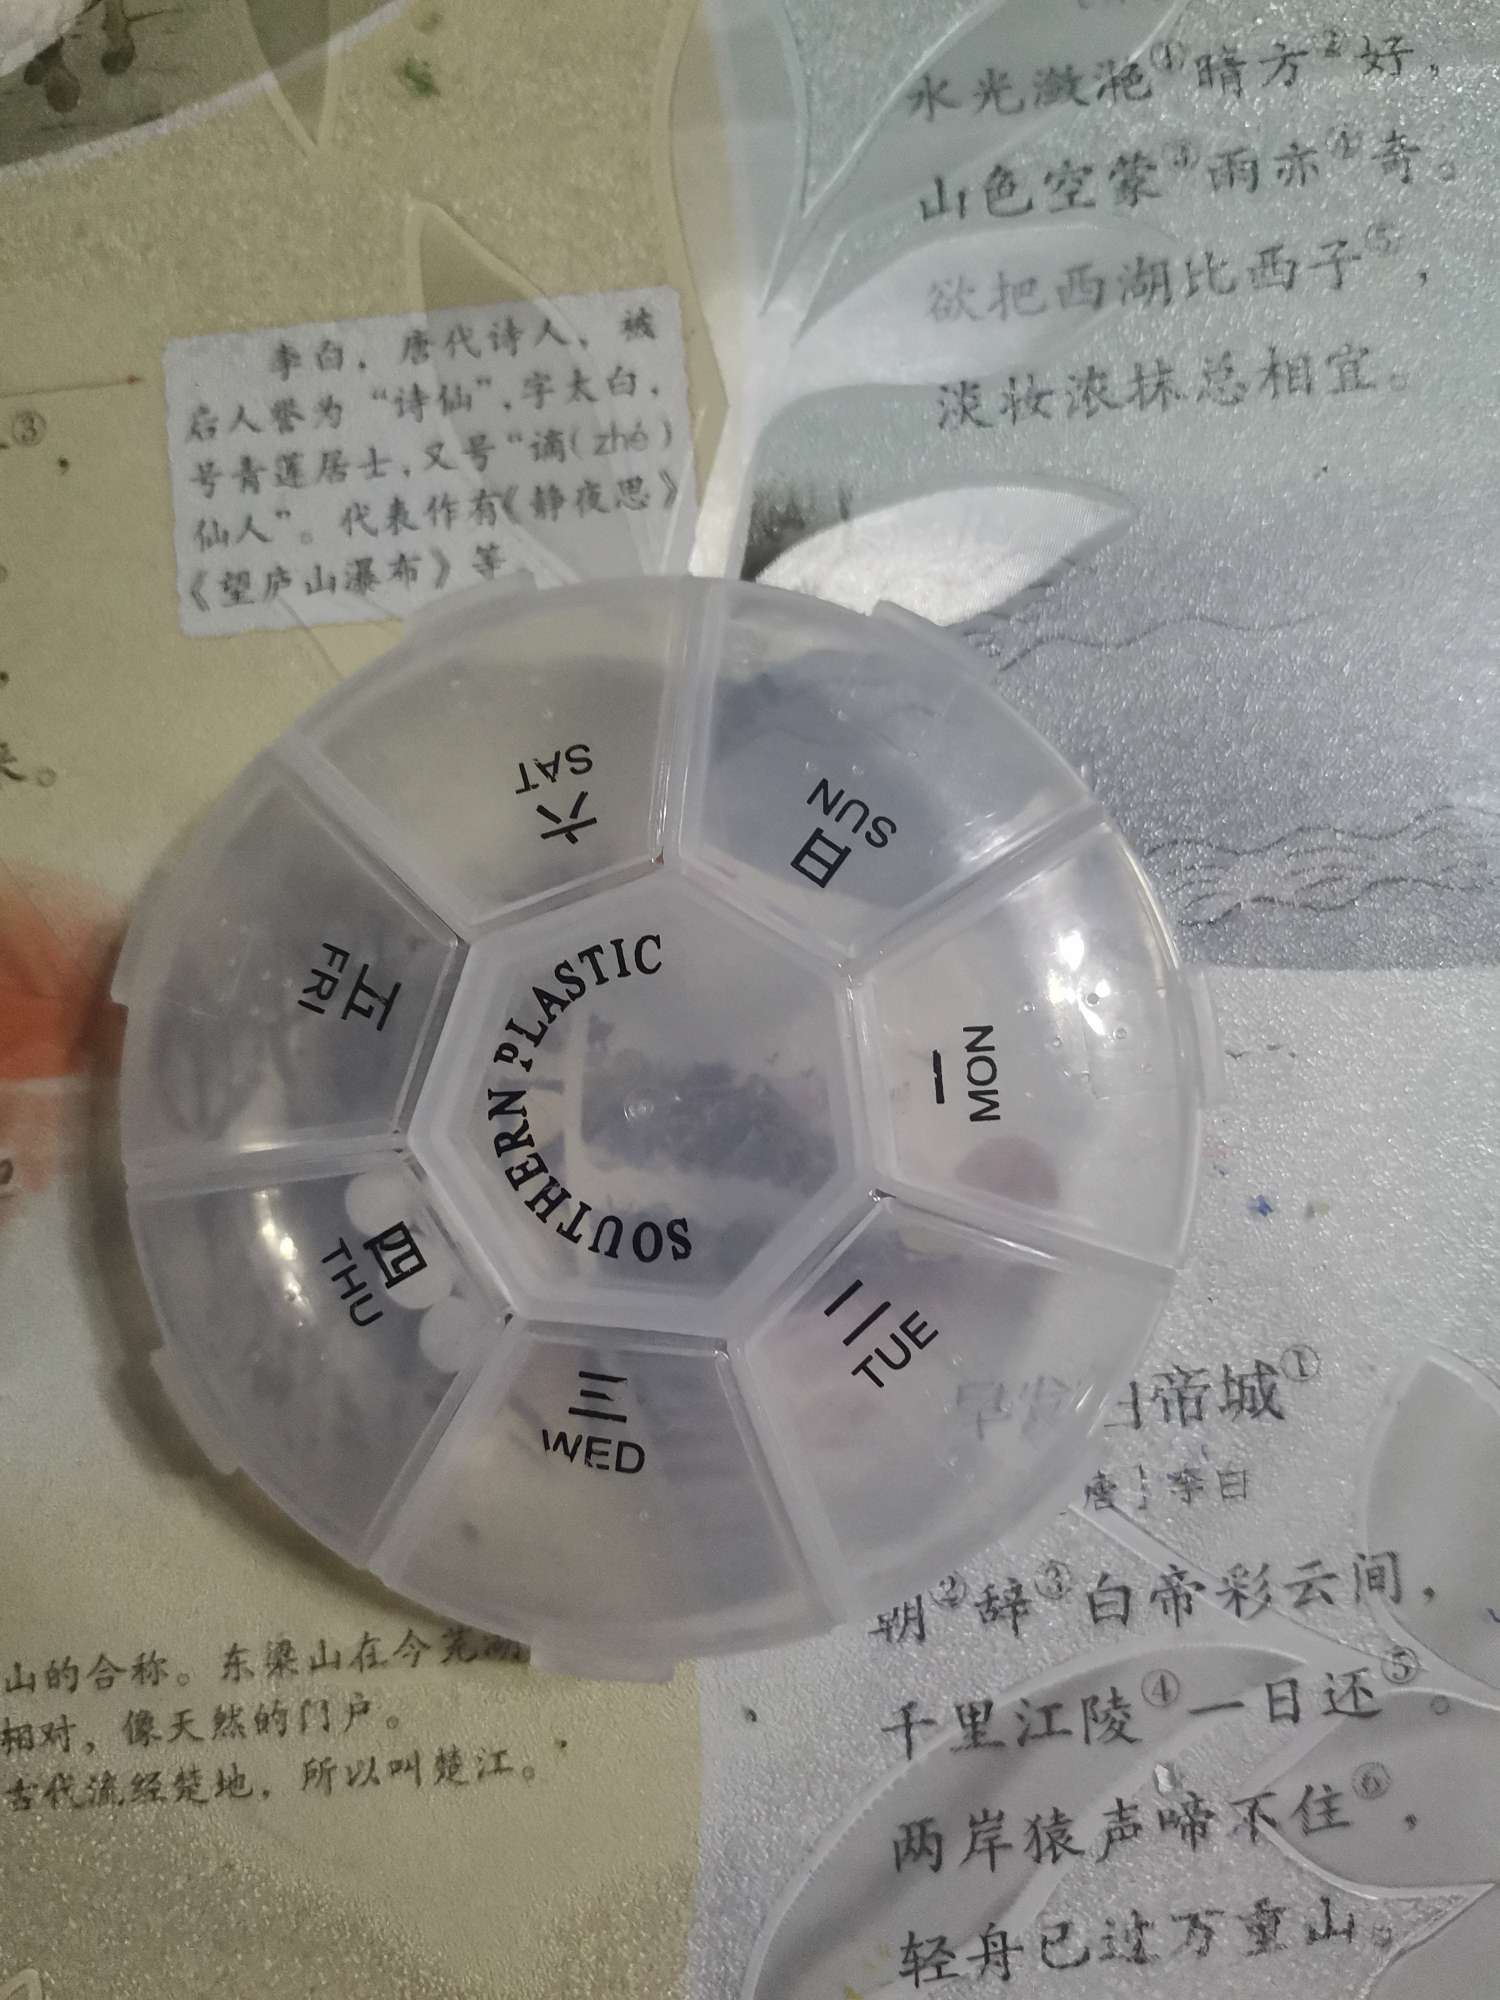 水光潋滟①晴方②好，
山色空蒙③雨亦④奇。
欲把西湖比西子⑤，
淡妆浓抹总相宜。
③，
李白，唐代诗人，被
后人誉为“诗仙”，字太白，
号青莲居士，又号“谪(zhé)
仙人”。代表作有《静夜思》
《望庐山瀑布》等
。
六
SAT
日
SUN
一
MON
二
TUE
三
WED
四
THU
五
FRI
SOUTHERN PLASTIC
帝城①
李白
朝②辞③白帝彩云间，
千里江陵④一日还⑤。
两岸猿声啼不住⑥，
轻舟已过万重山。
山的合称。东梁山在今芜湖
相对，像天然的门户。
古代流经楚地，所以叫楚江。